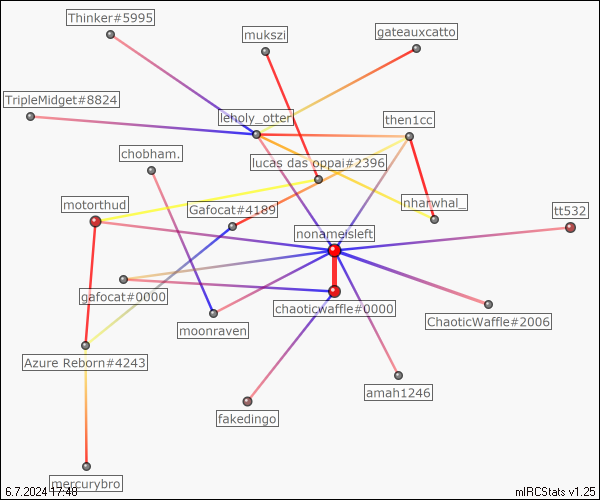 Thinker#5995
mukszi
gateauxcatto
TripleMidget#8824
leholy_otter
then1cc
chobham.
lucas das oppai#2396
motorthud
Gafocat#4189
nharwhal_
tt532
nonameisleft
gafocat#0000
chaoticwaffle#0000
moonraven
ChaoticWaffle#2006
Azure Reborn#4243
amah1246
fakedingo
mercurybro
6.7.2024 17:48
mIRCStats v1.25